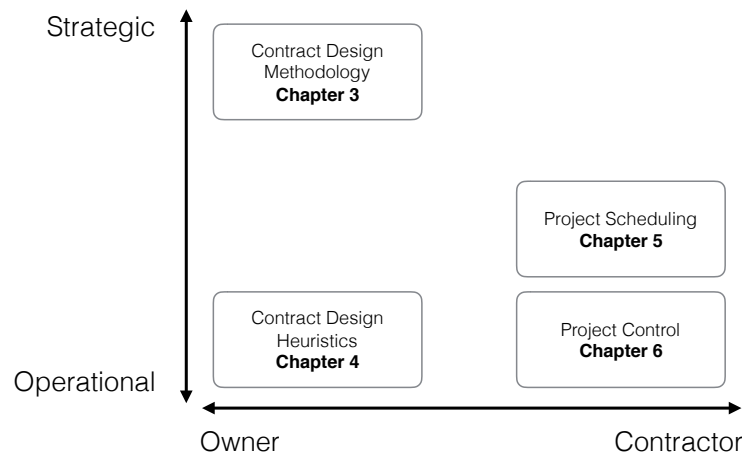 Strategic
Contract Design
Methodology
Chapter 3
Project Scheduling
Chapter 5
Contract Design
Heuristics
Chapter 4
Project Control
Chapter 6
Operational
Owner
Contractor